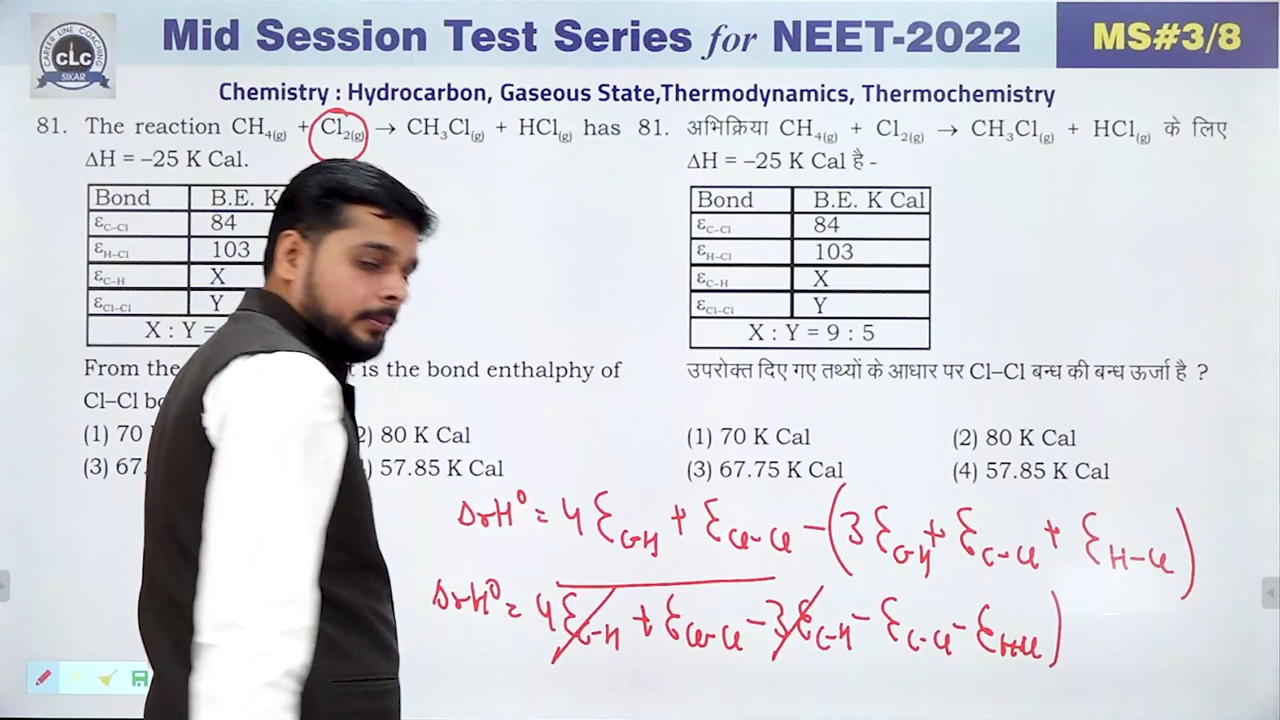 CAREER LINE COACHING
CLC
SIKAR
Mid Session Test Series for NEET-2022
MS#3/8
Chemistry : Hydrocarbon, Gaseous State,Thermodynamics, Thermochemistry
81. The reaction CH₄(g) + Cl₂(g) → CH₃Cl(g) + HCl(g) has
ΔH = –25 K Cal.
Bond B.E. K
εC–Cl 84
εH–Cl 103
εC–H X
εCl–Cl Y
X : Y =
From the is the bond enthalpy of
Cl–Cl
(1) 70 2) 80 K Cal
(3) 67. ) 57.85 K Cal
81. अभिक्रिया CH₄(g) + Cl₂(g) → CH₃Cl(g) + HCl(g) के लिए
ΔH = –25 K Cal है -
Bond B.E. K Cal
εC–Cl 84
εH–Cl 103
εC–H X
εCl–Cl Y
X : Y = 9 : 5
उपरोक्त दिए गए तथ्यों के आधार पर Cl–Cl बन्ध की बन्ध ऊर्जा है ?
(1) 70 K Cal (2) 80 K Cal
(3) 67.75 K Cal (4) 57.85 K Cal
ΔrH⁰ = 4 εC-H + εCl-Cl - (3 εC-H + εC-Cl + εH-Cl)
ΔrH⁰ = 4 εC-H + εCl-Cl - 3 εC-H - εC-Cl - εHCl)